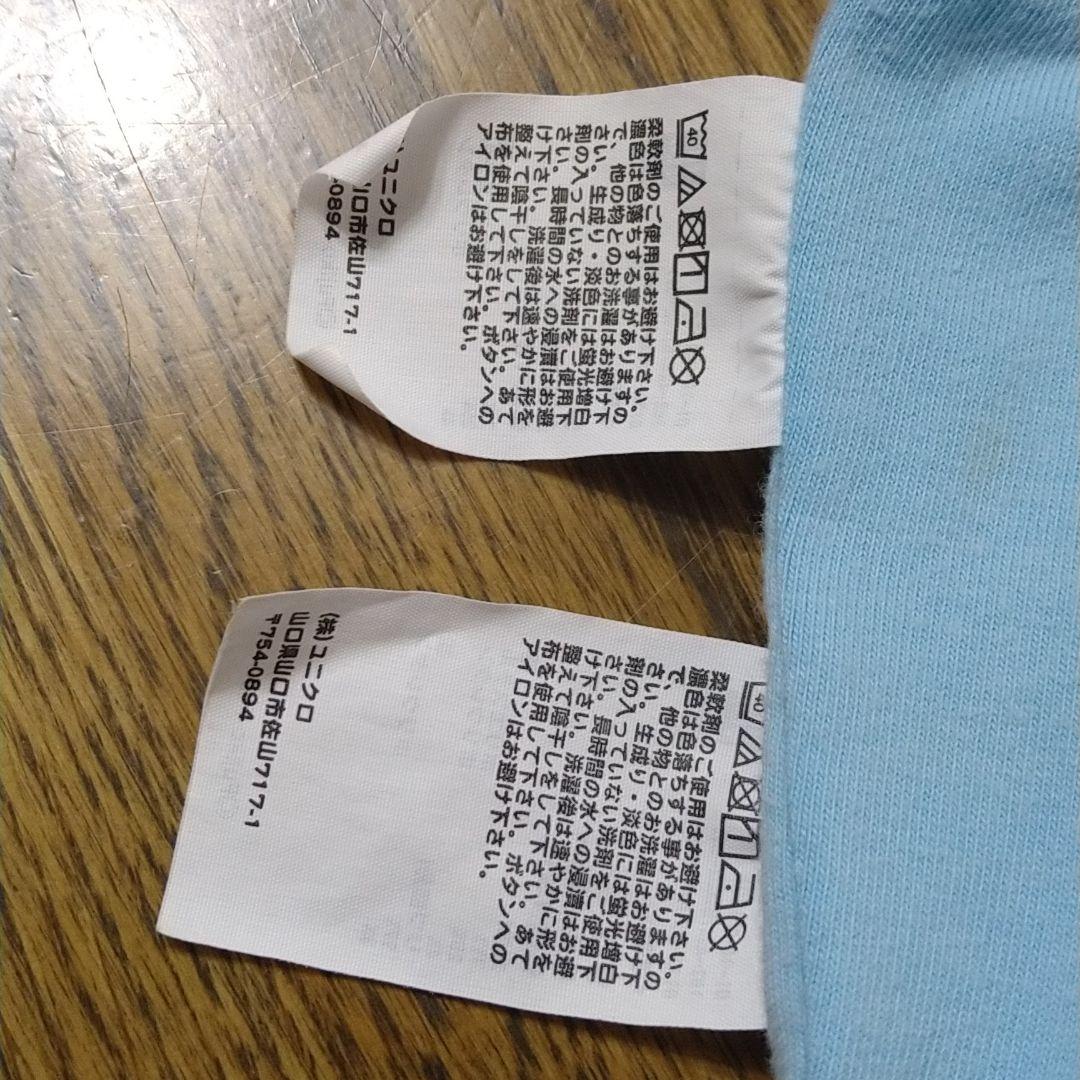 40
柔軟剤のご使用はお避け下さい。
濃色は色落ちする事がありますの
で、他の物とのお洗濯はお避け下
さい。生成り・淡色には蛍光増白
剤の入っていない洗剤をご使用下
さい。長時間の水への浸漬はお避
け下さい。洗濯後は速やかに形を
整えて陰干しをして下さい。あて
布を使用して下さい。ボタンへの
アイロンはお避け下さい。
ユニクロ
山口市佐山717-1
0894
40
柔軟剤のご使用はお避け下さい。
濃色は色落ちする事がありますの
で、他の物とのお洗濯はお避け下
さい。生成り・淡色には蛍光増白
剤の入っていない洗剤をご使用下
さい。長時間の水への浸漬はお避
け下さい。洗濯後は速やかに形を
整えて陰干しをして下さい。あて
布を使用して下さい。ボタンへの
アイロンはお避け下さい。
(株)ユニクロ
山口県山口市佐山717-1
〒754-0894